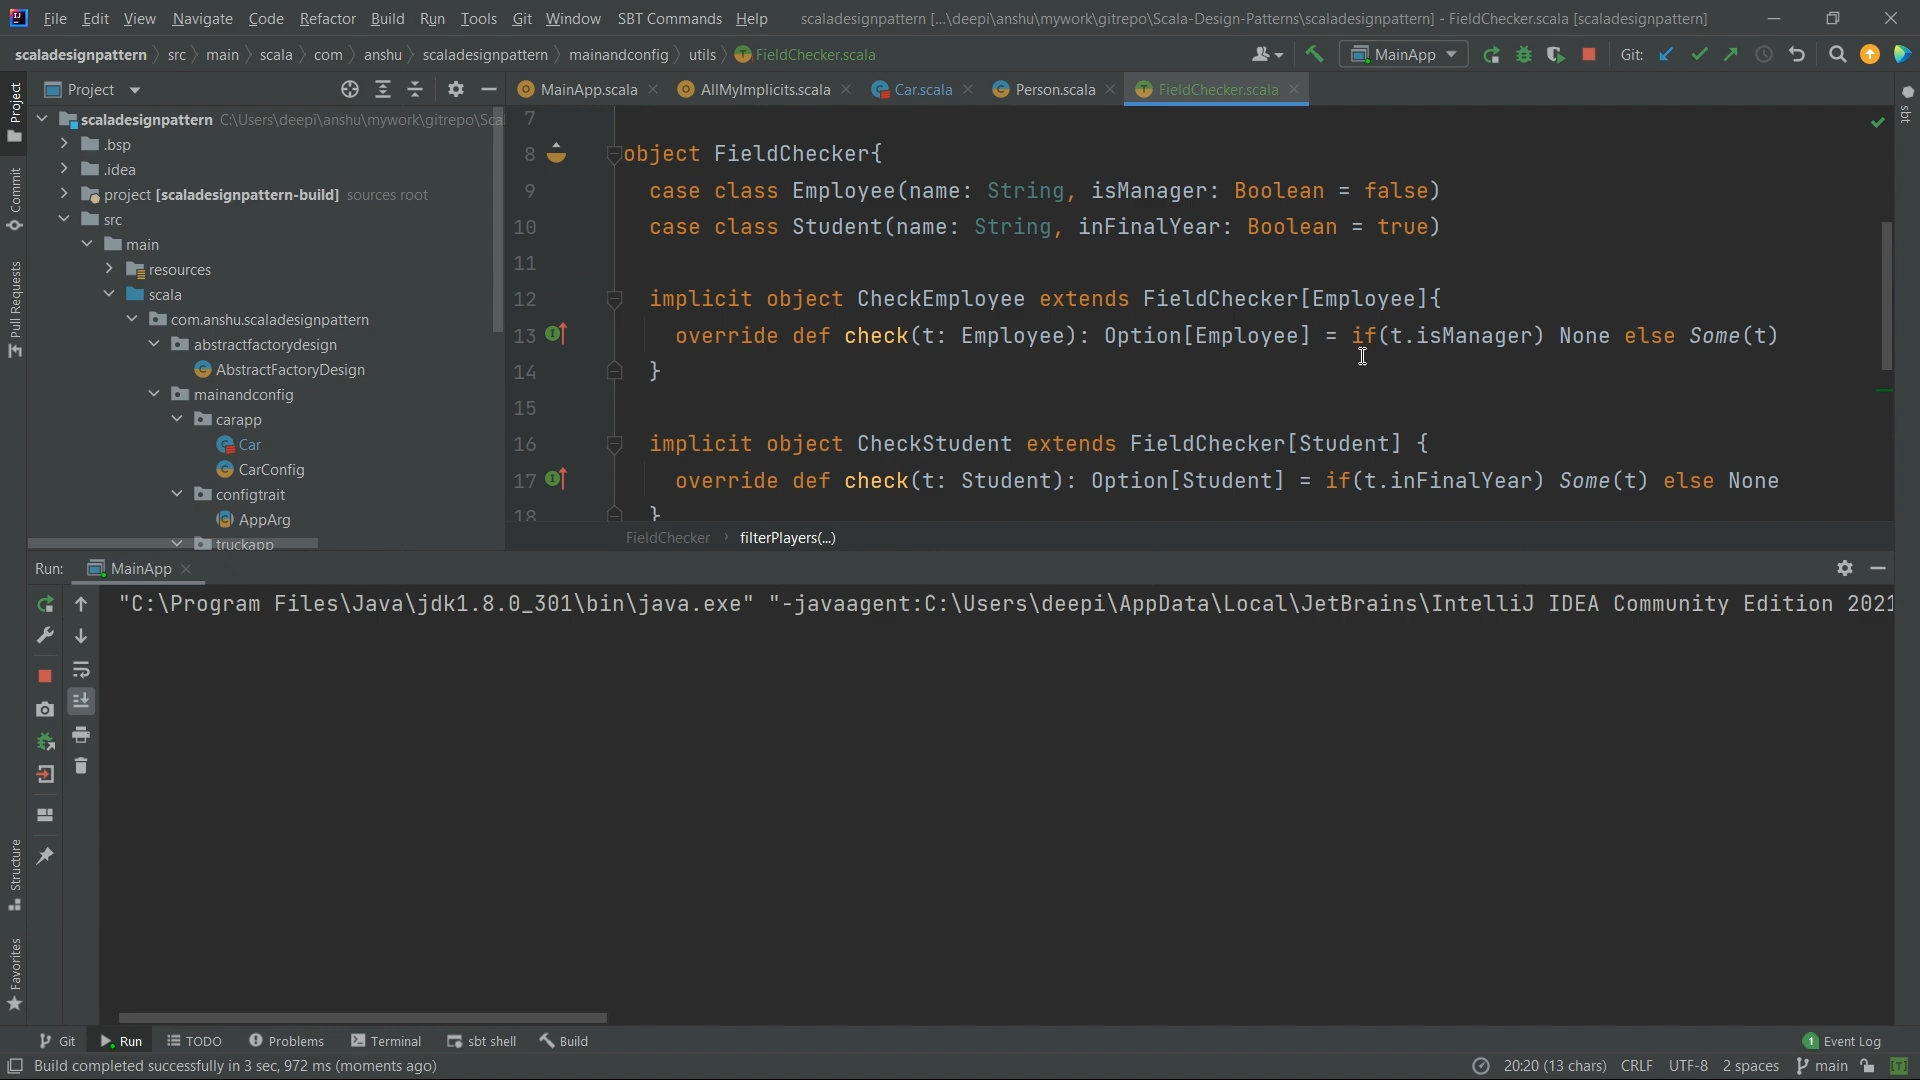 File Edit View Navigate Code Refactor Build Run Tools Git Window SBT Commands Help scaladesignpattern [...\deepi\anshu\mywork\gitrepo\Scala-Design-Patterns\scaladesignpattern] - FieldChecker.scala [scaladesignpattern]
scaladesignpattern src main scala com anshu scaladesignpattern mainandconfig utils FieldChecker.scala MainApp Git:
Project MainApp.scala AllMyImplicits.scala Car.scala Person.scala FieldChecker.scala
Project
Commit
Pull Requests
Structure
Favorites
sbt
scaladesignpattern C:\Users\deepi\anshu\mywork\gitrepo\Sca
.bsp
.idea
project [scaladesignpattern-build] sources root
src
main
resources
scala
com.anshu.scaladesignpattern
abstractfactorydesign
AbstractFactoryDesign
mainandconfig
carapp
Car
CarConfig
configtrait
AppArg
truckapp
7
8 object FieldChecker{
9 case class Employee(name: String, isManager: Boolean = false)
10 case class Student(name: String, inFinalYear: Boolean = true)
11
12 implicit object CheckEmployee extends FieldChecker[Employee]{
13 override def check(t: Employee): Option[Employee] = if(t.isManager) None else Some(t)
14 }
15
16 implicit object CheckStudent extends FieldChecker[Student] {
17 override def check(t: Student): Option[Student] = if(t.inFinalYear) Some(t) else None
18 }
FieldChecker filterPlayers(...)
Run: MainApp
"C:\Program Files\Java\jdk1.8.0_301\bin\java.exe" "-javaagent:C:\Users\deepi\AppData\Local\JetBrains\IntelliJ IDEA Community Edition 2021
Git Run TODO Problems Terminal sbt shell Build 1 Event Log
Build completed successfully in 3 sec, 972 ms (moments ago) 20:20 (13 chars) CRLF UTF-8 2 spaces main